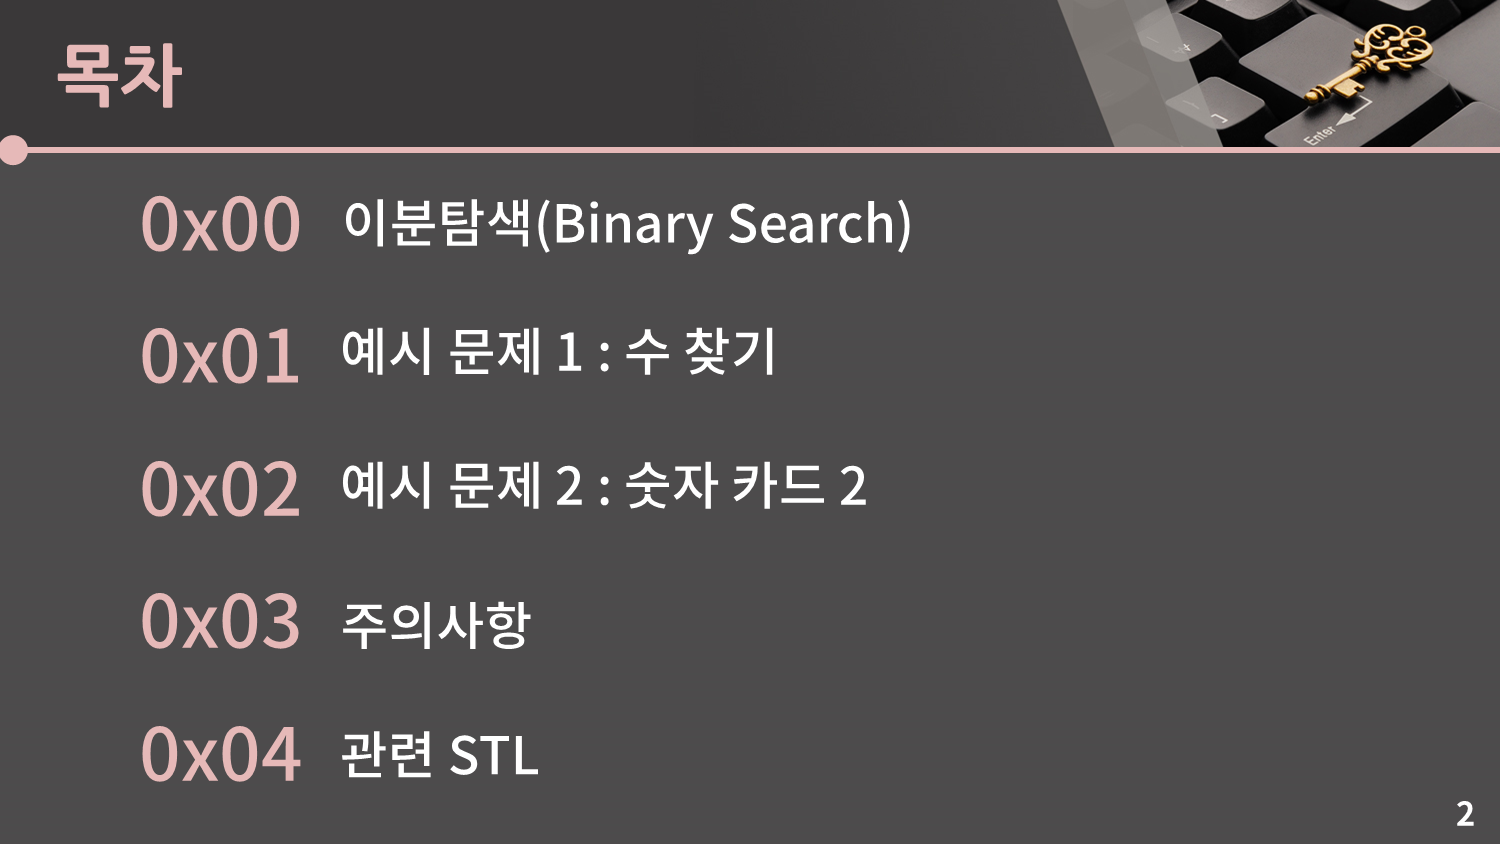 목차
Enter
0x00 이분탐색(Binary Search)
0x01 예시 문제 1 : 수 찾기
0x02 예시 문제 2 : 숫자 카드 2
0x03 주의사항
0x04 관련 STL
2